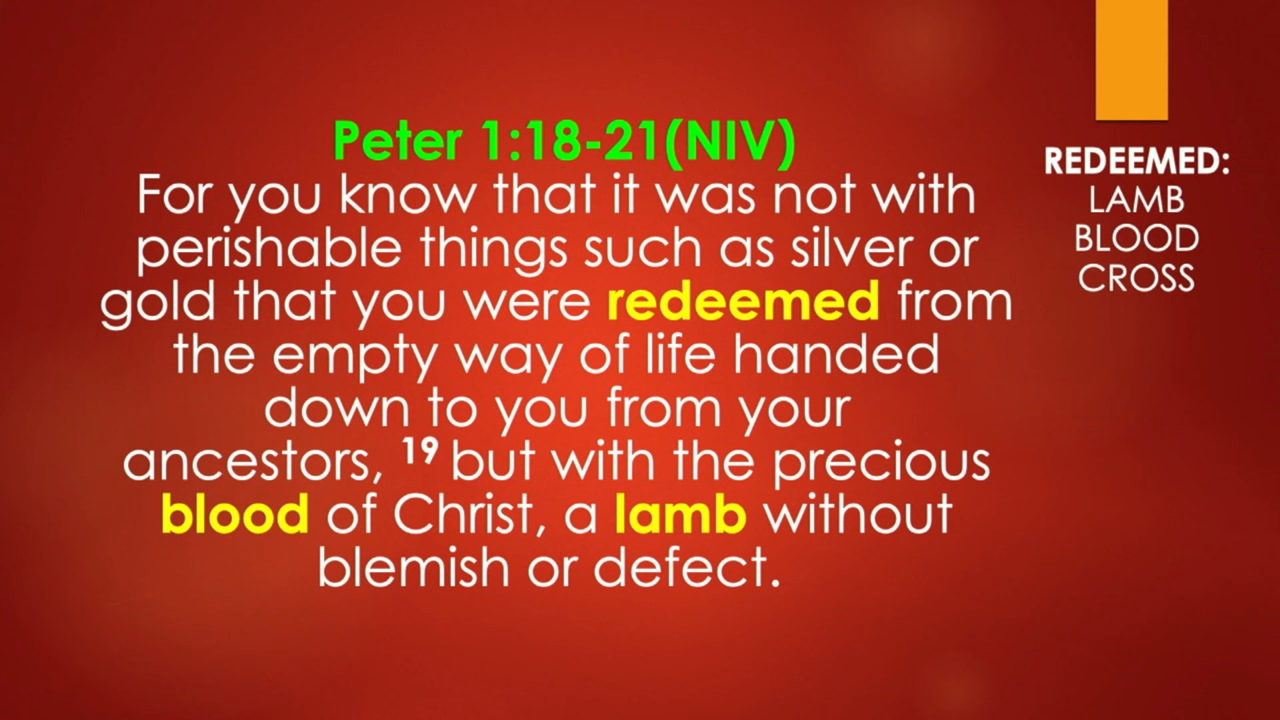 Peter 1:18-21(NIV)
For you know that it was not with
perishable things such as silver or
gold that you were redeemed from
the empty way of life handed
down to you from your
ancestors, 19 but with the precious
blood of Christ, a lamb without
blemish or defect.
REDEEMED:
LAMB
BLOOD
CROSS